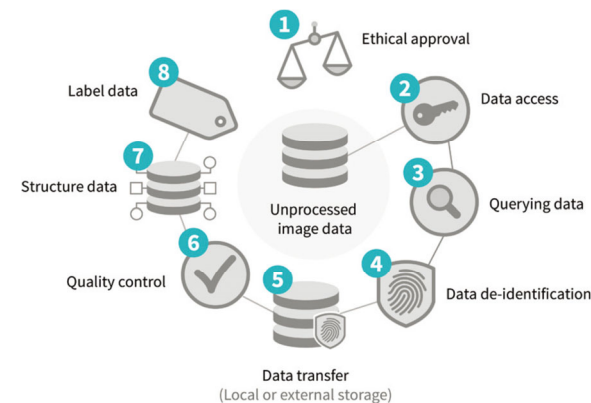 1
Ethical approval
2
Data access
3
Querying data
4
Data de-identification
5
Data transfer
(Local or external storage)
6
Quality control
7
Structure data
8
Label data
Unprocessed
image data